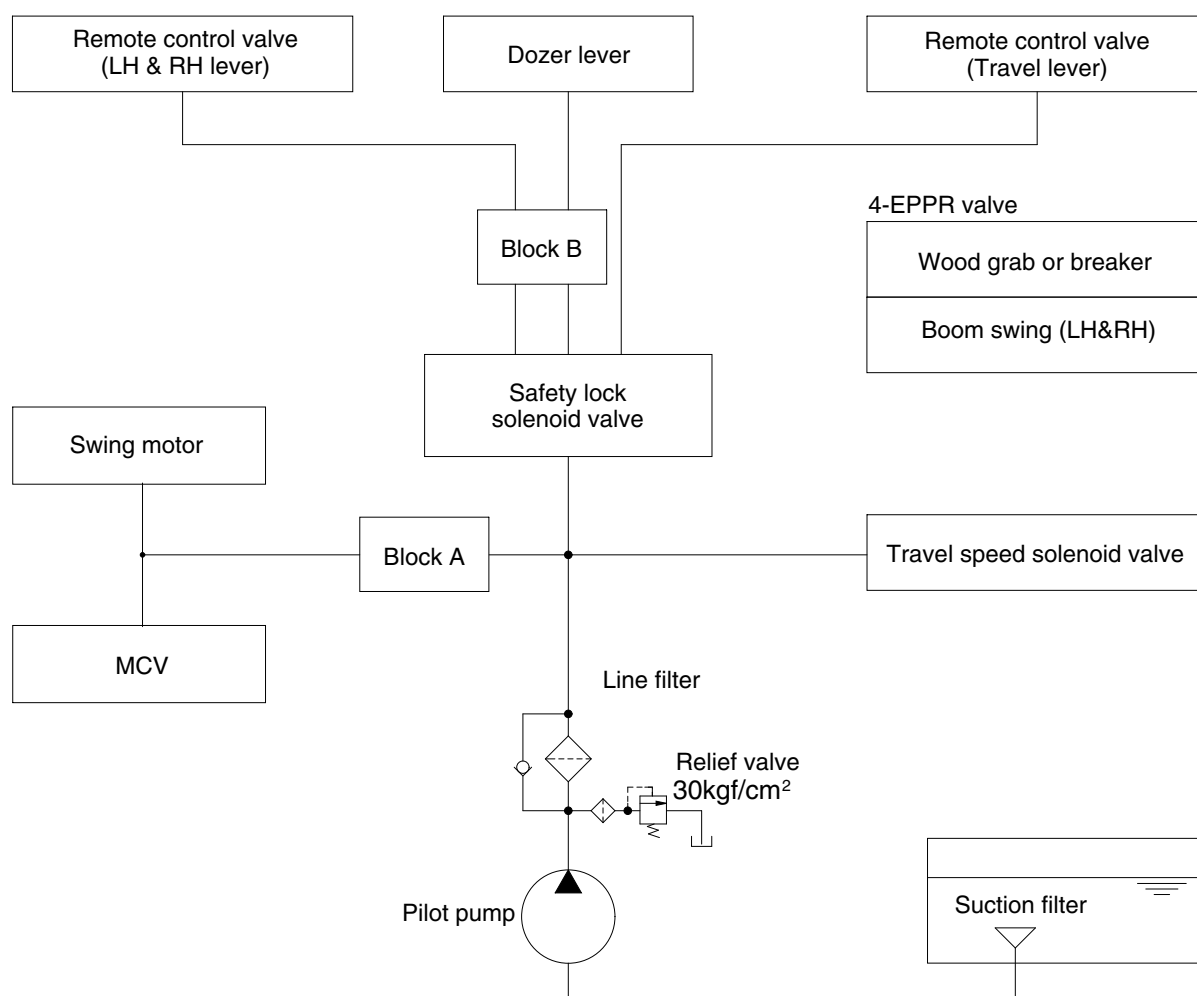 Remote control valve
(LH & RH lever)
Dozer lever
Remote control valve
(Travel lever)
4-EPPR valve
Block B
Wood grab or breaker
Boom swing (LH&RH)
Safety lock
solenoid valve
Swing motor
Block A
Travel speed solenoid valve
MCV
Line filter
Relief valve
30kgf/cm²
Pilot pump
Suction filter